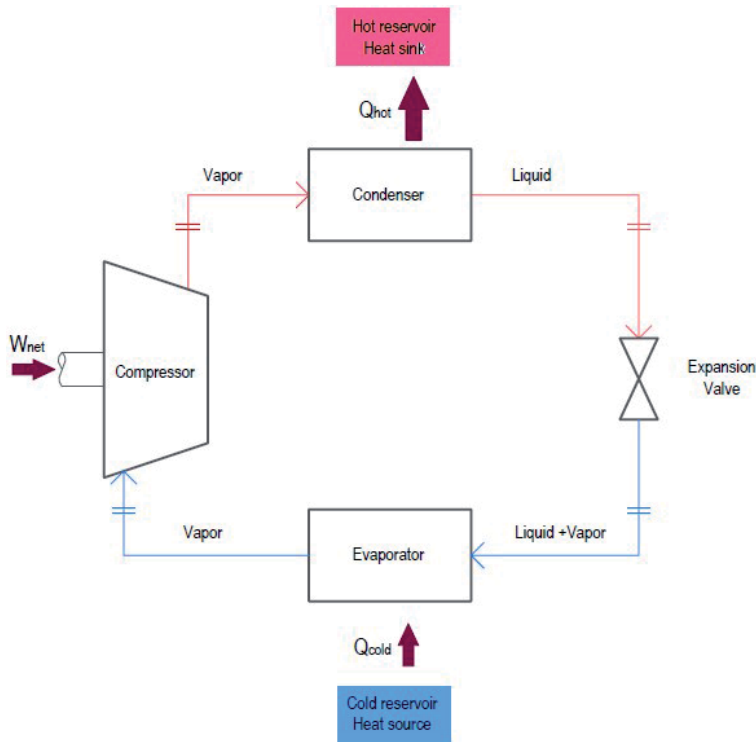 Hot reservoir
Heat sink
Qhot
Vapor
Condenser
Liquid
Wnet
Compressor
Expansion
Valve
Vapor
Evaporator
Liquid +Vapor
Qcold
Cold reservoir
Heat source